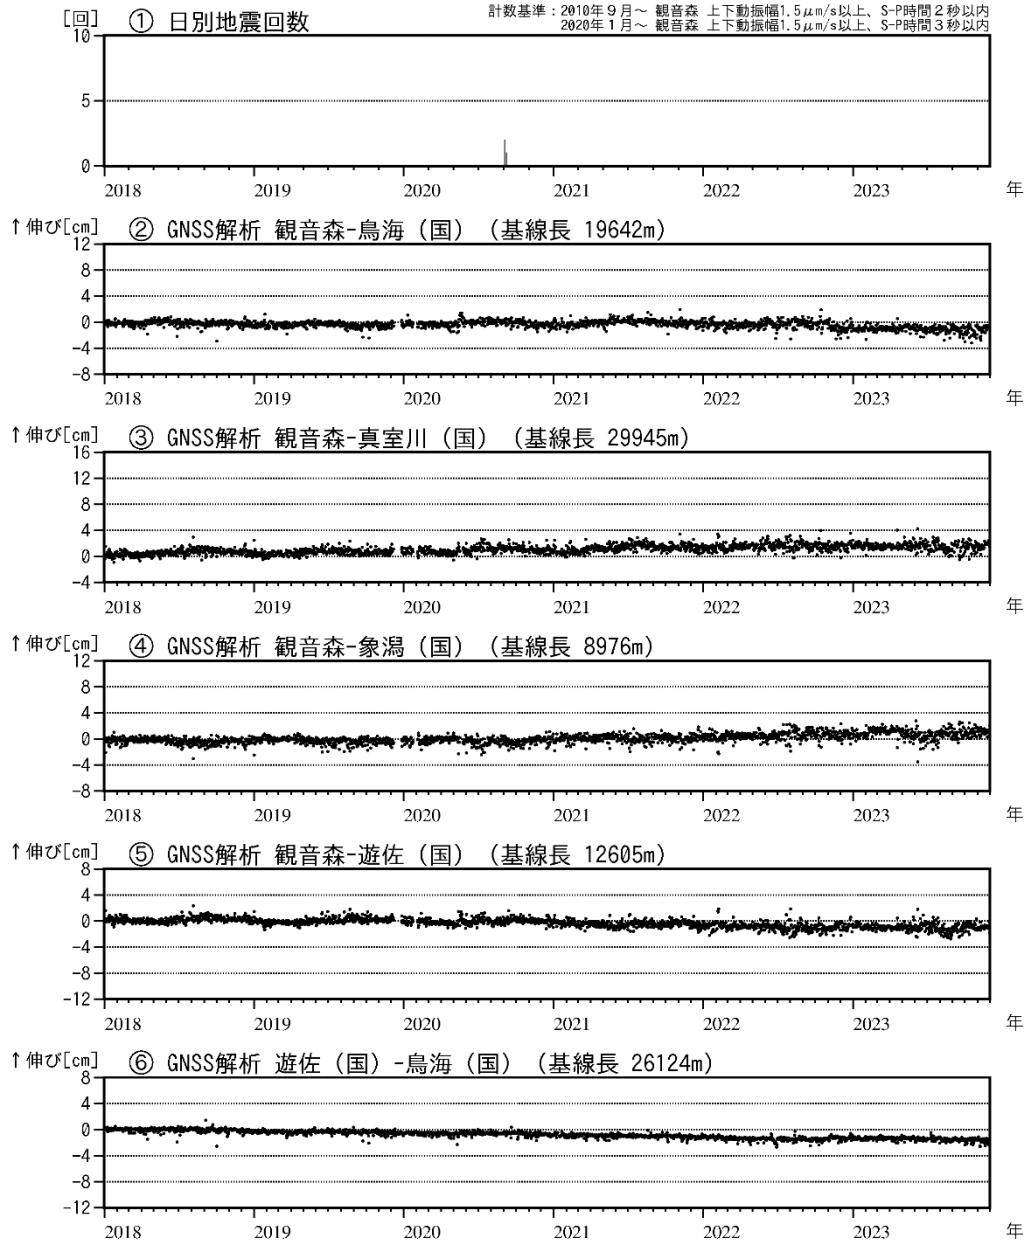 [回] ① 日別地震回数 計数基準：2010年9月～ 観音森 上下動振幅1.5μm/s以上、S-P時間2秒以内
2020年1月～ 観音森 上下動振幅1.5μm/s以上、S-P時間3秒以内
10
5
0
2018 2019 2020 2021 2022 2023 年
↑伸び[cm] ② GNSS解析 観音森-鳥海（国）（基線長 19642m）
12
8
4
0
-4
-8
2018 2019 2020 2021 2022 2023 年
↑伸び[cm] ③ GNSS解析 観音森-真室川（国）（基線長 29945m）
16
12
8
4
0
-4
2018 2019 2020 2021 2022 2023 年
↑伸び[cm] ④ GNSS解析 観音森-象潟（国）（基線長 8976m）
12
8
4
0
-4
-8
2018 2019 2020 2021 2022 2023 年
↑伸び[cm] ⑤ GNSS解析 観音森-遊佐（国）（基線長 12605m）
8
4
0
-4
-8
-12
2018 2019 2020 2021 2022 2023 年
↑伸び[cm] ⑥ GNSS解析 遊佐（国）-鳥海（国）（基線長 26124m）
8
4
0
-4
-8
-12
2018 2019 2020 2021 2022 2023 年